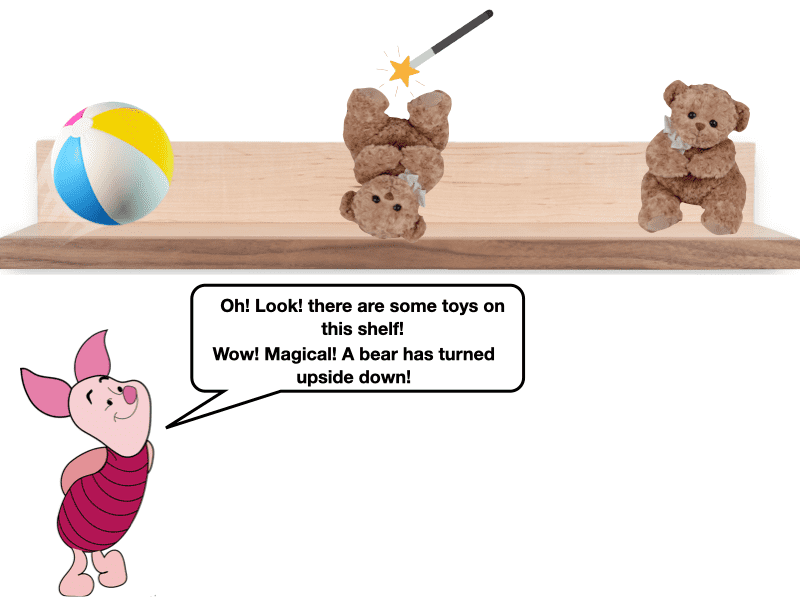 Oh! Look! there are some toys on
this shelf!
Wow! Magical! A bear has turned
upside down!